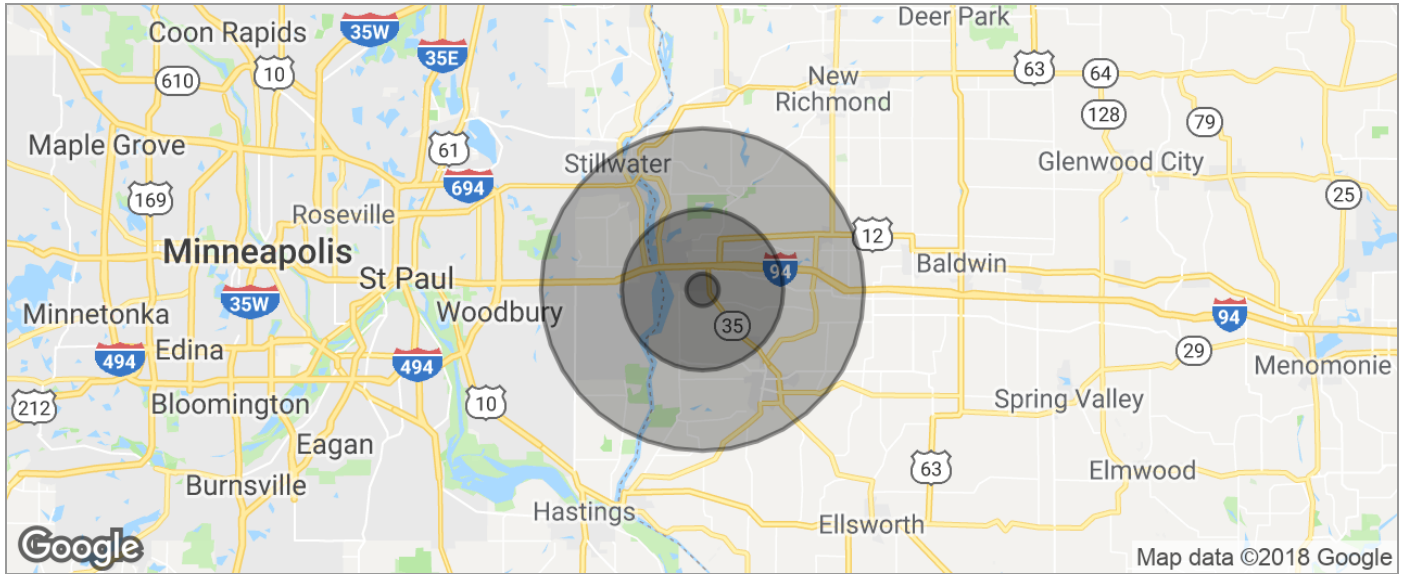 Deer Park
Coon Rapids
35W
35E
New
Richmond
63
64
10
610
128
79
61
Maple Grove
Stillwater
Glenwood City
694
169
25
Roseville
12
Minneapolis
Baldwin
94
St Paul
35W
Woodbury
Minnetonka
94
35
Edina
494
494
29
Menomonie
212
Bloomington
10
Spring Valley
Eagan
63
Elmwood
Burnsville
Hastings
Ellsworth
Google
Map data ©2018 Google